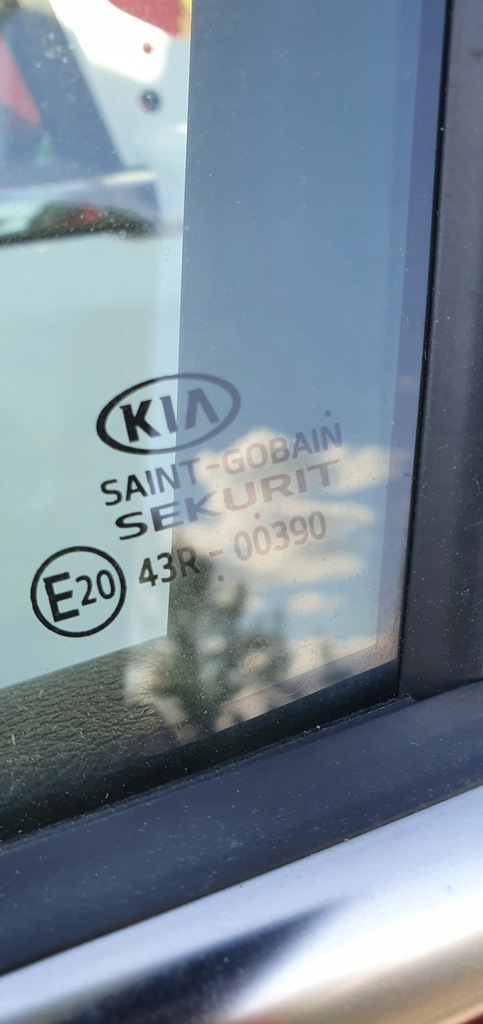 KIA
SAINT-GOBAIN
SEKURIT
E20 43R-00390